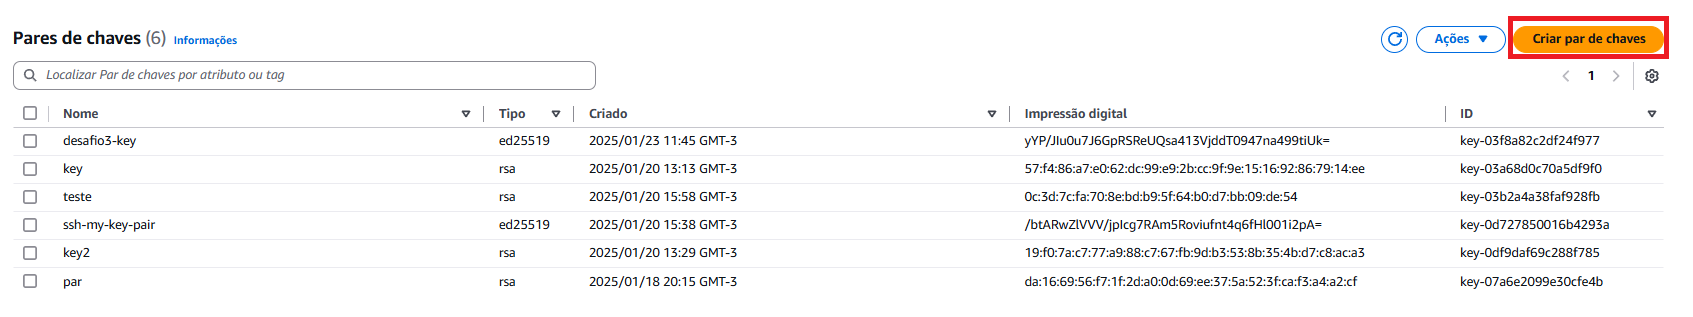 Pares de chaves (6) Informações Ações Criar par de chaves
Localizar Par de chaves por atributo ou tag 1
Nome Tipo Criado Impressão digital ID
desafio3-key ed25519 2025/01/23 11:45 GMT-3 yYP/JIu0u7J6GpRSReUQsa413VjddT0947na499tiUk= key-03f8a82c2df24f977
key rsa 2025/01/20 13:13 GMT-3 57:f4:86:a7:e0:62:dc:99:e9:2b:cc:9f:9e:15:16:92:86:79:14:ee key-03a68d0c70a5df9f0
teste rsa 2025/01/20 15:58 GMT-3 0c:3d:7c:fa:70:8e:bd:b9:5f:64:b0:d7:bb:09:de:54 key-03b2a4a38faf928fb
ssh-my-key-pair ed25519 2025/01/20 15:38 GMT-3 /btARwZlVVV/jpIcg7RAm5Roviufnt4q6fHl001i2pA= key-0d727850016b4293a
key2 rsa 2025/01/20 13:29 GMT-3 19:f0:7a:c7:77:a9:88:c7:67:fb:9d:b3:53:8b:35:4b:d7:c8:ac:a3 key-0df9daf69c288f785
par rsa 2025/01/18 20:15 GMT-3 da:16:69:56:f7:1f:2d:a0:0d:69:ee:37:5a:52:3f:ca:f3:a4:a2:cf key-07a6e2099e30cfe4b